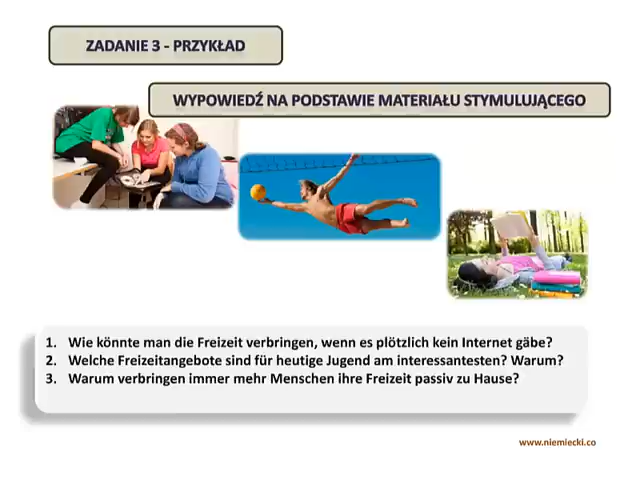 ZADANIE 3 - PRZYKŁAD
WYPOWIEDŹ NA PODSTAWIE MATERIAŁU STYMULUJĄCEGO
1. Wie könnte man die Freizeit verbringen, wenn es plötzlich kein Internet gäbe?
2. Welche Freizeitangebote sind für heutige Jugend am interessantesten? Warum?
3. Warum verbringen immer mehr Menschen ihre Freizeit passiv zu Hause?
www.niemiecki.co